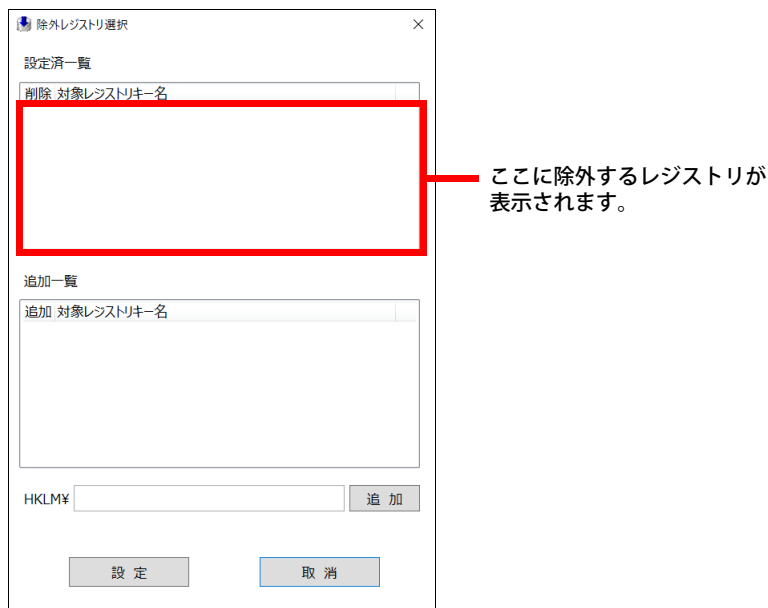 除外レジストリ選択
設定済一覧
削除 対象レジストリキー名
ここに除外するレジストリが
表示されます。
追加一覧
追加 対象レジストリキー名
HKLM¥
追 加
設 定
取 消